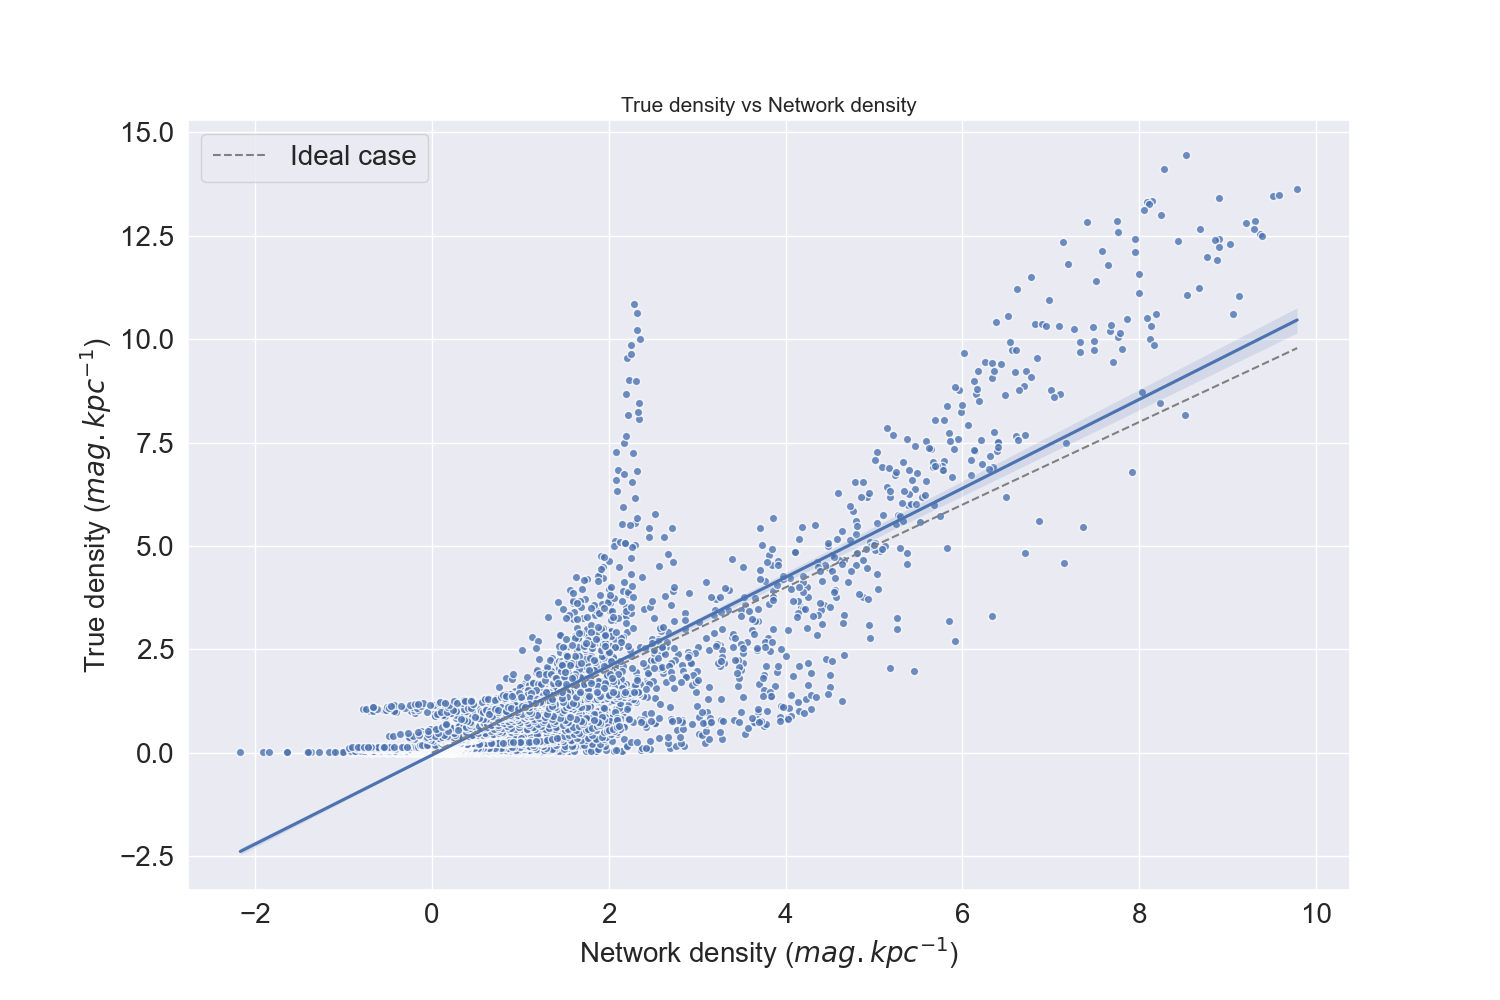 True density vs Network density
15.0
Ideal case
12.5
10.0
7.5
5.0
2.5
0.0
−2.5
True density (mag.kpc⁻¹)
−2 0 2 4 6 8 10
Network density (mag.kpc⁻¹)